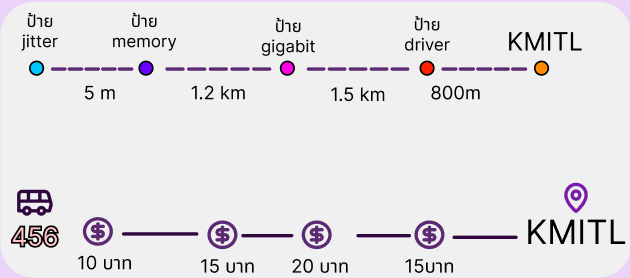 ป้าย
jitter
ป้าย
memory
ป้าย
gigabit
ป้าย
driver
KMITL
5 m
1.2 km
1.5 km
800m
456
KMITL
10 บาท
15 บาท
20 บาท
15บาท